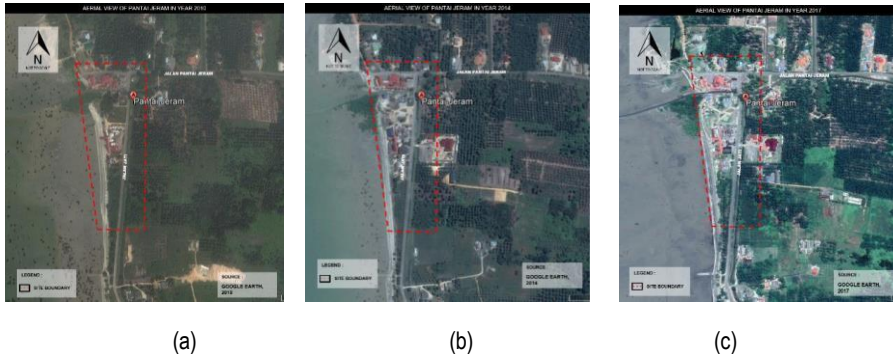 AERIAL VIEW OF PANTAI JERAM IN YEAR 2010
N
JALAN PANTAI JERAM
Pantai Jeram
LEGEND :
SITE BOUNDARY
SOURCE :
GOOGLE EARTH,
2010
(a)
AERIAL VIEW OF PANTAI JERAM IN YEAR 2014
N
JALAN PANTAI JERAM
Pantai Jeram
LEGEND :
SITE BOUNDARY
SOURCE :
GOOGLE EARTH,
2014
(b)
AERIAL VIEW OF PANTAI JERAM IN YEAR 2017
N
JALAN PANTAI JERAM
Pantai Jeram
LEGEND :
SITE BOUNDARY
SOURCE :
GOOGLE EARTH,
2017
(c)